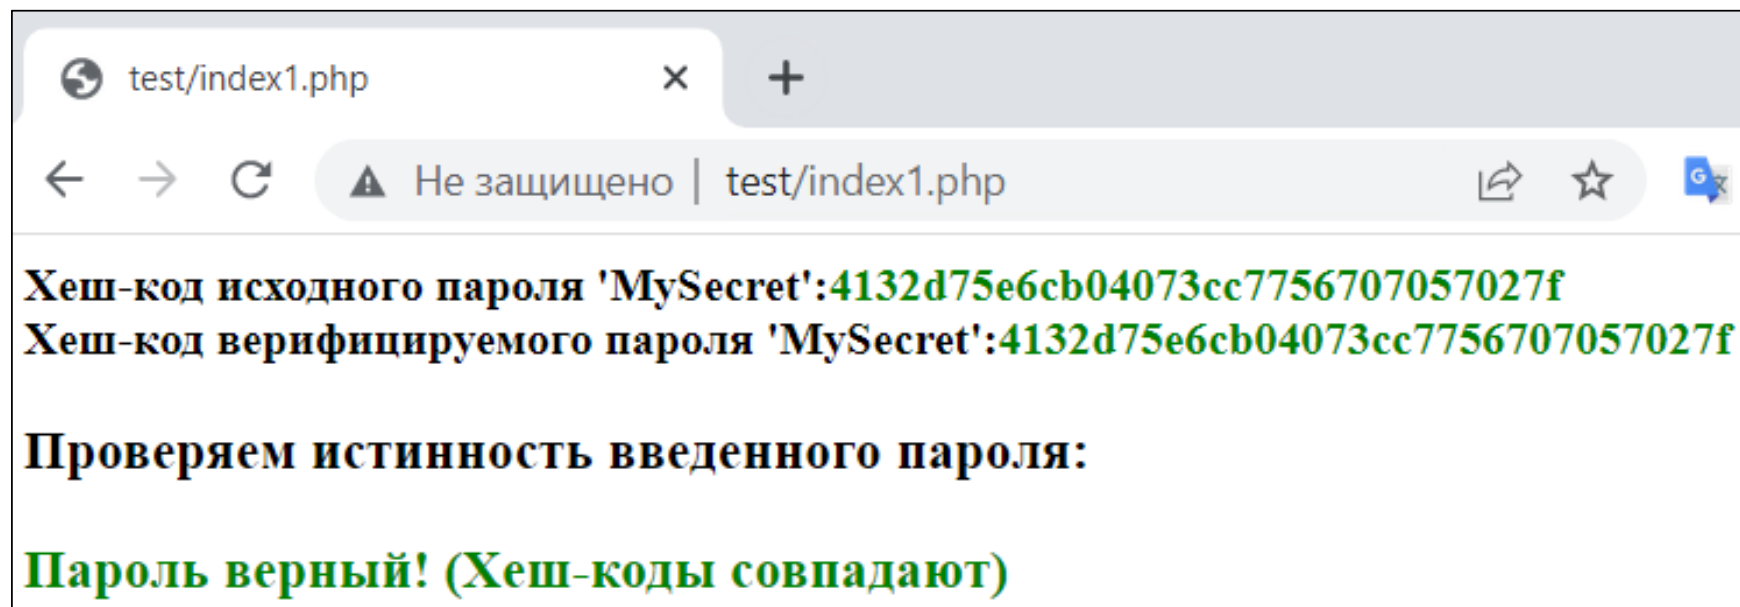 test/index1.php
Не защищено | test/index1.php
Хеш-код исходного пароля 'MySecret':4132d75e6cb04073cc7756707057027f
Хеш-код верифицируемого пароля 'MySecret':4132d75e6cb04073cc7756707057027f
Проверяем истинность введенного пароля:
Пароль верный! (Хеш-коды совпадают)